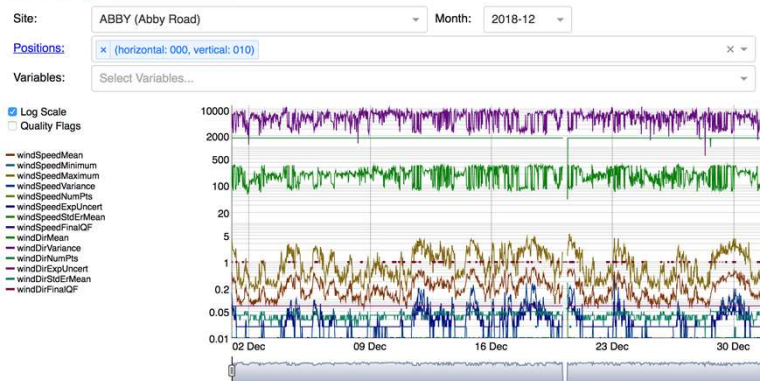 Site: ABBY (Abby Road) Month: 2018-12
Positions: × (horizontal: 000, vertical: 010) ×
Variables: Select Variables...
Log Scale
Quality Flags
windSpeedMean
windSpeedMinimum
windSpeedMaximum
windSpeedVariance
windSpeedNumPts
windSpeedExpUncert
windSpeedStdErMean
windSpeedFinalQF
windDirMean
windDirVariance
windDirNumPts
windDirExpUncert
windDirStdErMean
windDirFinalQF
10000
2000
500
100
20
5
1
0.2
0.05
0.01
02 Dec 09 Dec 16 Dec 23 Dec 30 Dec